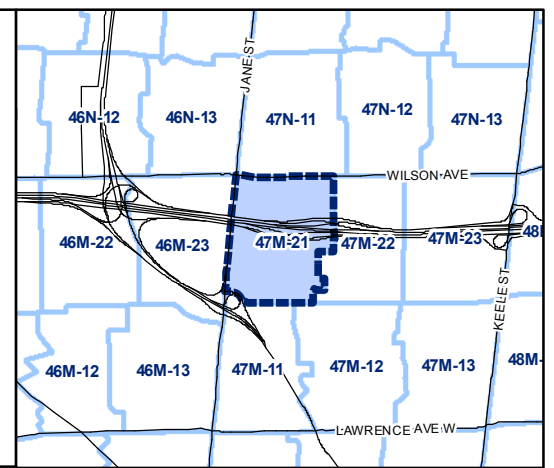 JANE ST
46N-12
46N-13
47N-11
47N-12
47N-13
WILSON AVE
46M-22
46M-23
47M-21
47M-22
47M-23
KEELE ST
46M-12
46M-13
47M-11
47M-12
47M-13
48M-
LAWRENCE AVE W